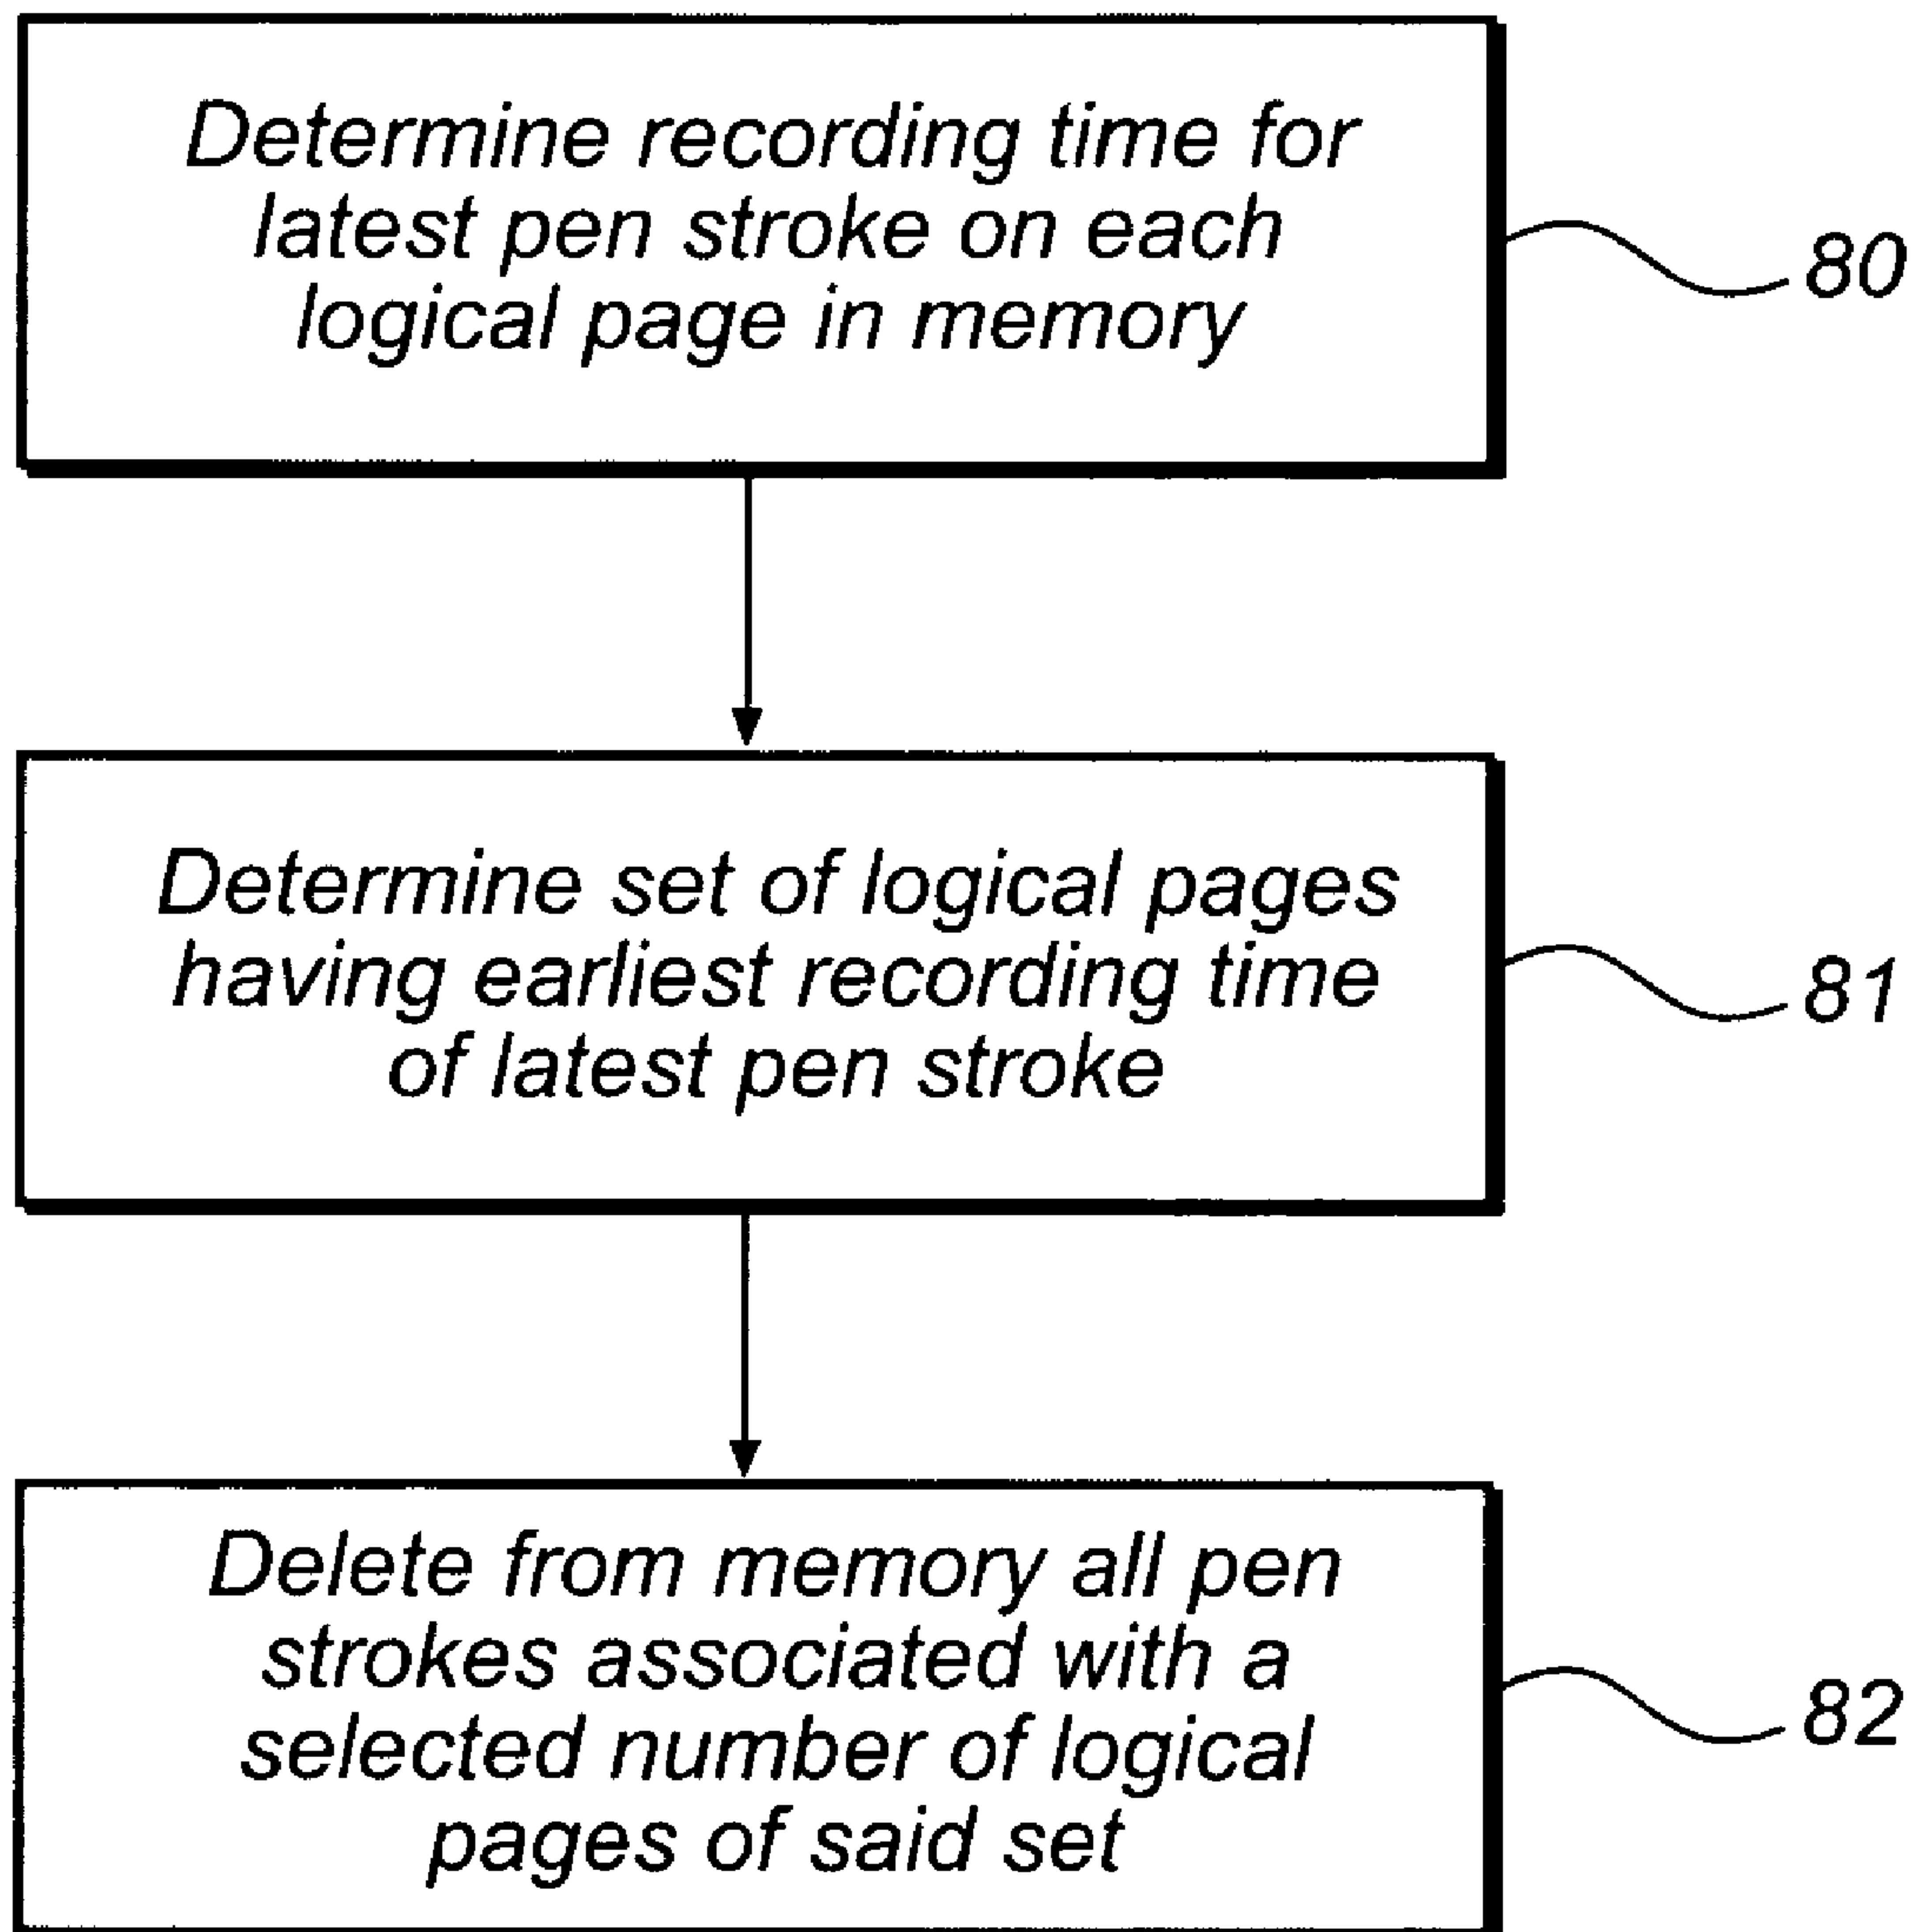 Determine recording time for
latest pen stroke on each
logical page in memory
80
Determine set of logical pages
having earliest recording time
of latest pen stroke
81
Delete from memory all pen
strokes associated with a
selected number of logical
pages of said set
82